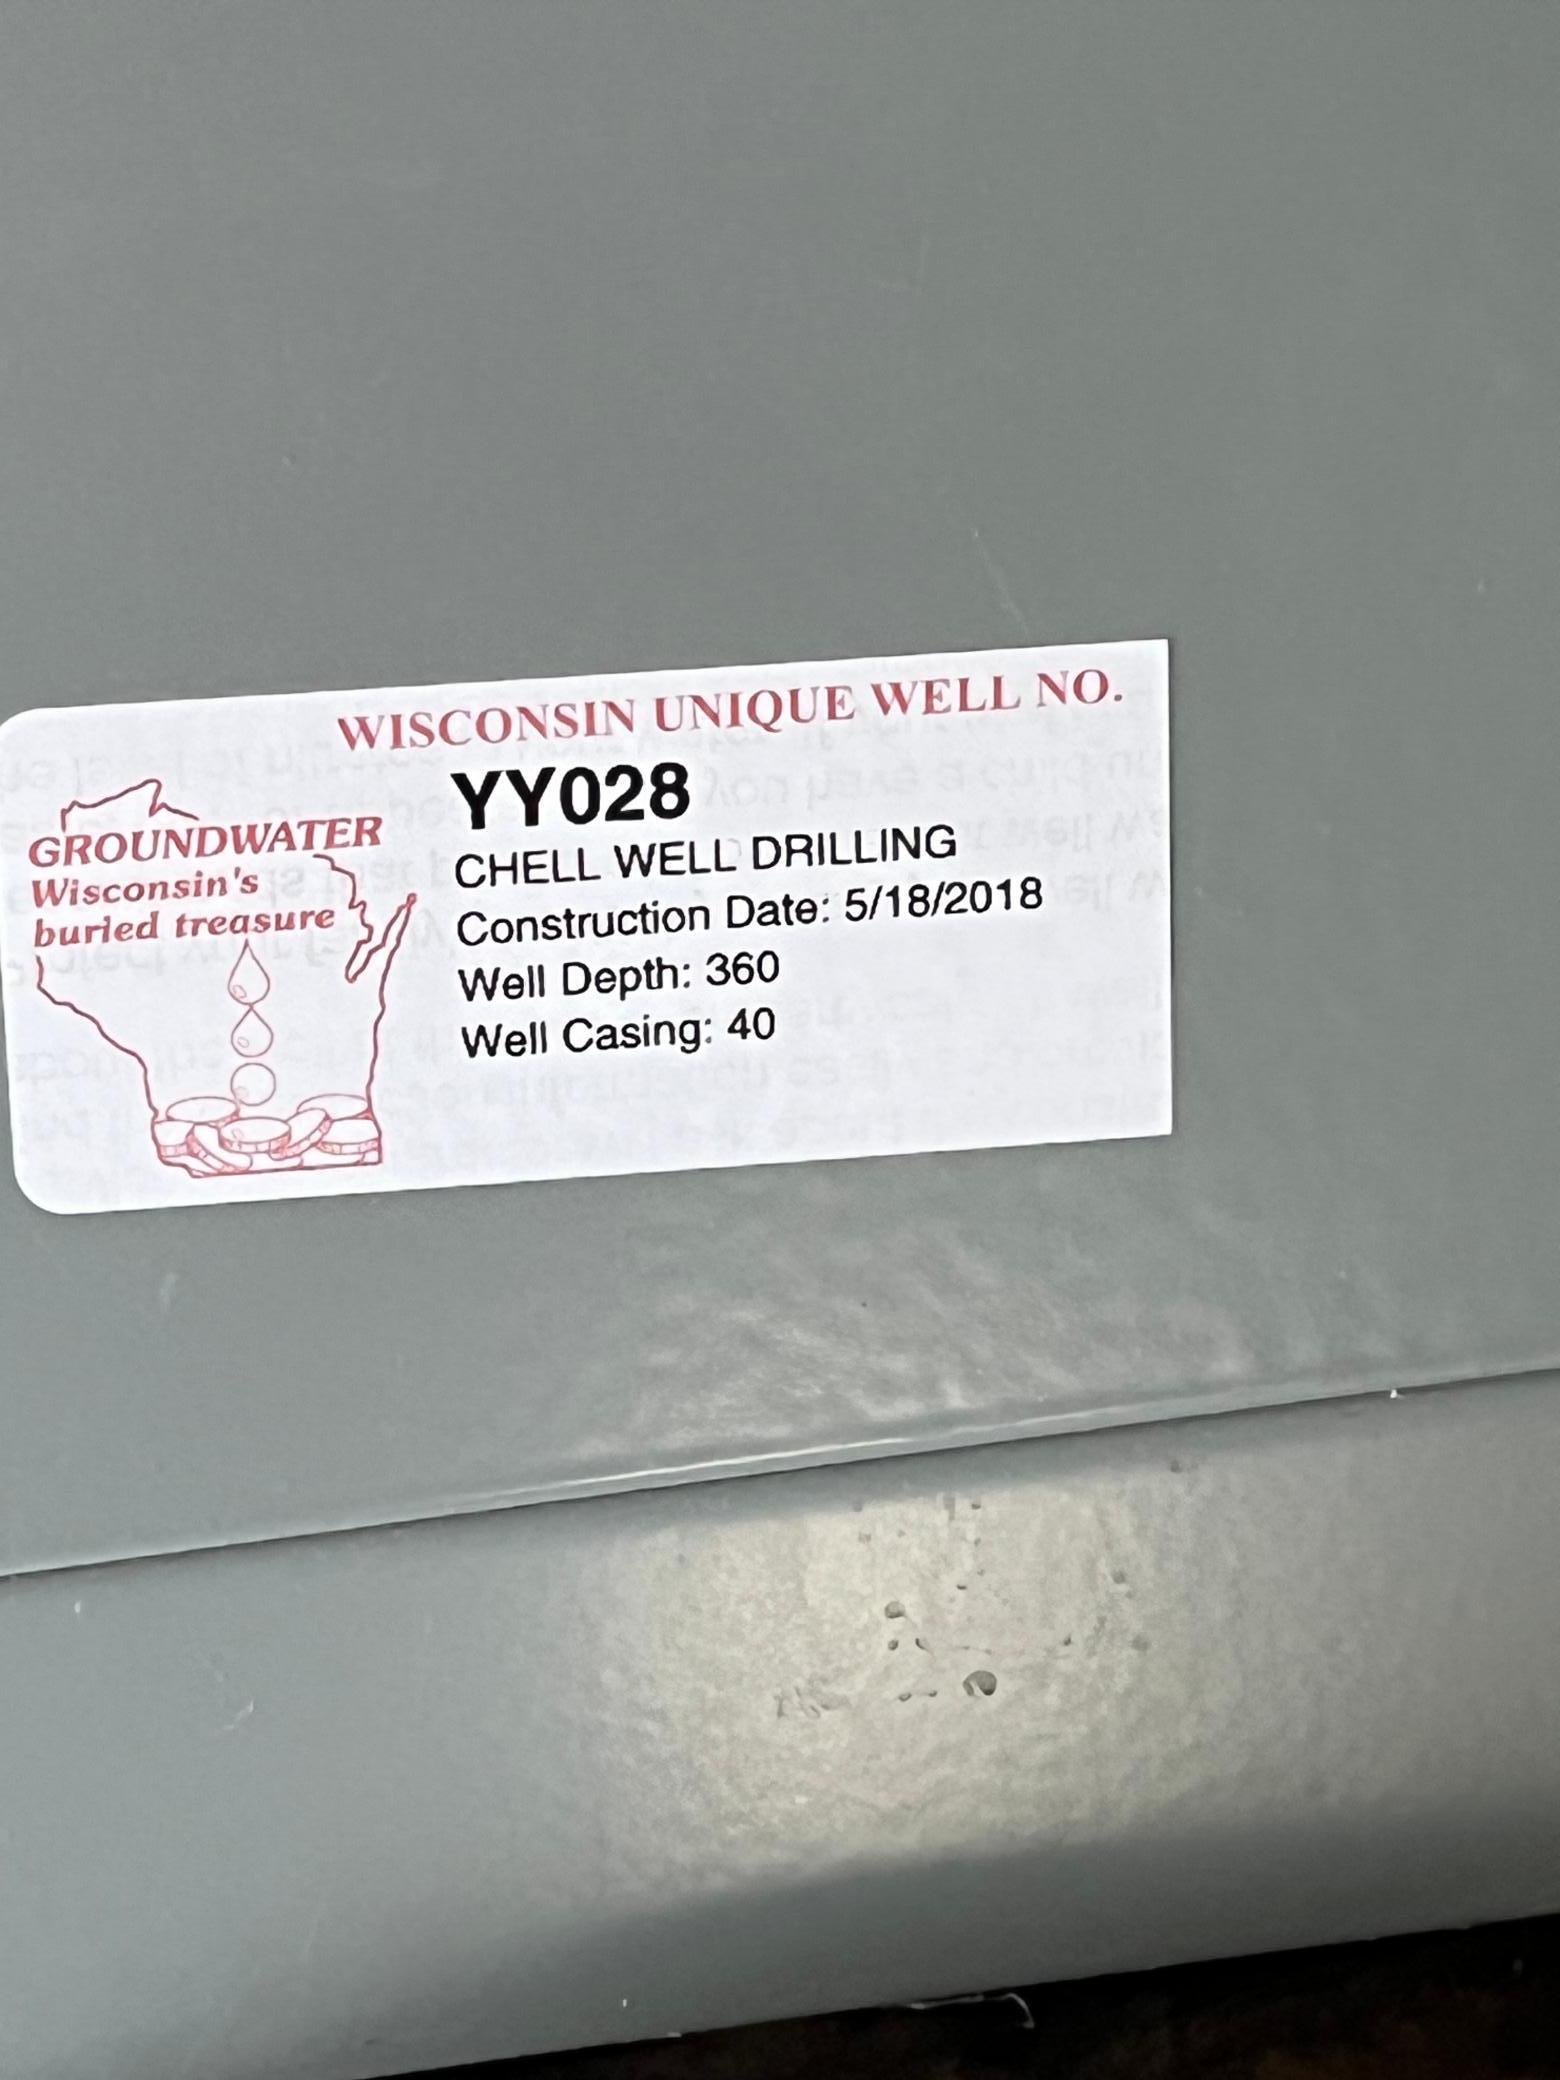 WISCONSIN UNIQUE WELL NO.
YY028
CHELL WELL DRILLING
Construction Date: 5/18/2018
Well Depth: 360
Well Casing: 40
GROUNDWATER
Wisconsin's
buried treasure